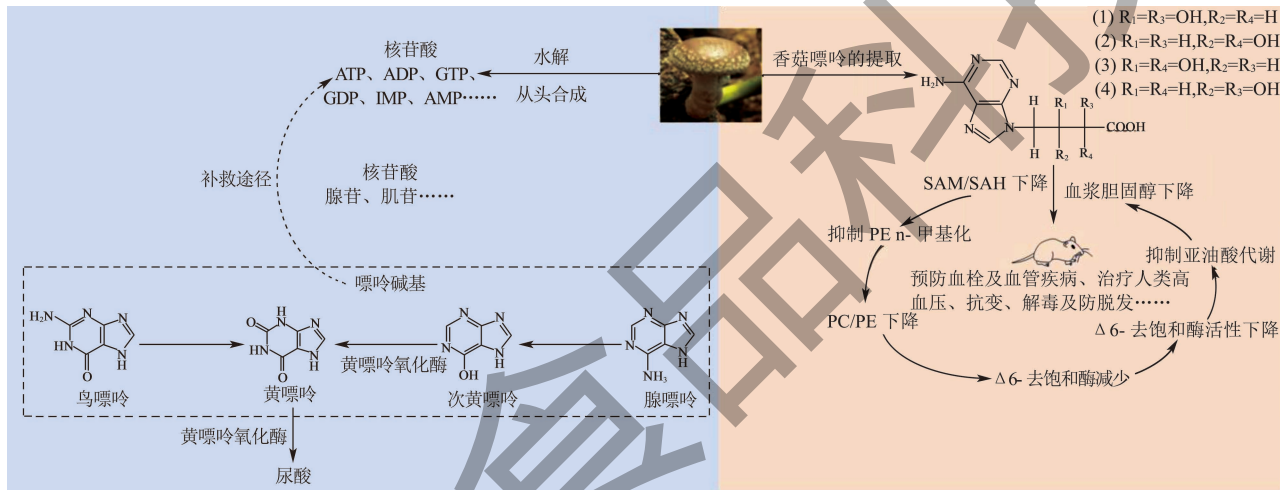 核苷酸
ATP、ADP、GTP、
GDP、IMP、AMP……
水解
从头合成
补救途径
核苷酸
腺苷、肌苷……
嘌呤碱基
H₂N
N
N
HN
N
H
O
鸟嘌呤
H
N
N
O
HN
N
H
O
黄嘌呤
黄嘌呤氧化酶
N
N
N
N
H
OH
次黄嘌呤
N
N
N
N
H
NH₃
腺嘌呤
黄嘌呤氧化酶
尿酸
香菇嘌呤的提取
(1) R₁=R₃=OH,R₂=R₄=H
(2) R₁=R₃=H,R₂=R₄=OH
(3) R₁=R₄=OH,R₂=R₃=H
(4) R₁=R₄=H,R₂=R₃=OH
N
N
H₂N
N
N
N
H
R₁
R₃
COOH
H
R₂
R₄
SAM/SAH 下降
抑制 PE n- 甲基化
PC/PE 下降
Δ6- 去饱和酶减少
Δ6- 去饱和酶活性下降
抑制亚油酸代谢
血浆胆固醇下降
预防血栓及血管疾病、治疗人类高
血压、抗变、解毒及防脱发……
食品科学